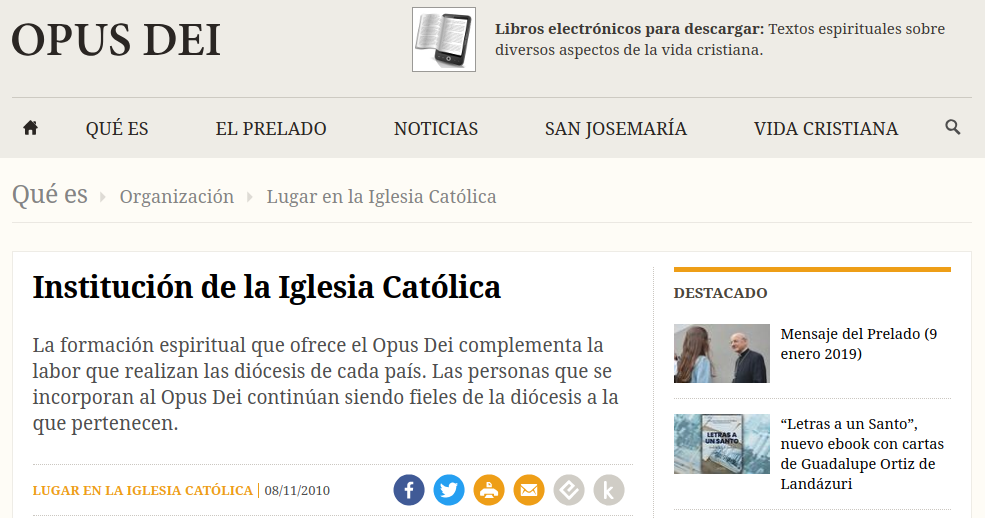 OPUS DEI
Libros electrónicos para descargar: Textos espirituales sobre
diversos aspectos de la vida cristiana.
QUÉ ES
EL PRELADO
NOTICIAS
SAN JOSEMARÍA
VIDA CRISTIANA
Qué es
Organización
Lugar en la Iglesia Católica
Institución de la Iglesia Católica
La formación espiritual que ofrece el Opus Dei complementa la
labor que realizan las diócesis de cada país. Las personas que se
incorporan al Opus Dei continúan siendo fieles de la diócesis a la
que pertenecen.
LUGAR EN LA IGLESIA CATÓLICA | 08/11/2010
DESTACADO
Mensaje del Prelado (9
enero 2019)
LETRAS A
UN SANTO
“Letras a un Santo”,
nuevo ebook con cartas
de Guadalupe Ortiz de
Landázuri